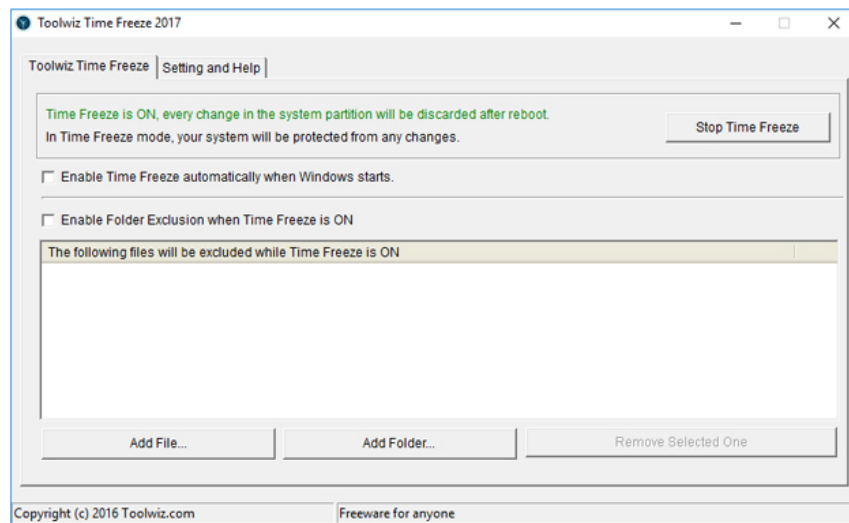 Toolwiz Time Freeze 2017
Toolwiz Time Freeze
Setting and Help
Time Freeze is ON, every change in the system partition will be discarded after reboot.
In Time Freeze mode, your system will be protected from any changes.
Stop Time Freeze
Enable Time Freeze automatically when Windows starts.
Enable Folder Exclusion when Time Freeze is ON
The following files will be excluded while Time Freeze is ON
Add File...
Add Folder...
Remove Selected One
Copyright (c) 2016 Toolwiz.com
Freeware for anyone